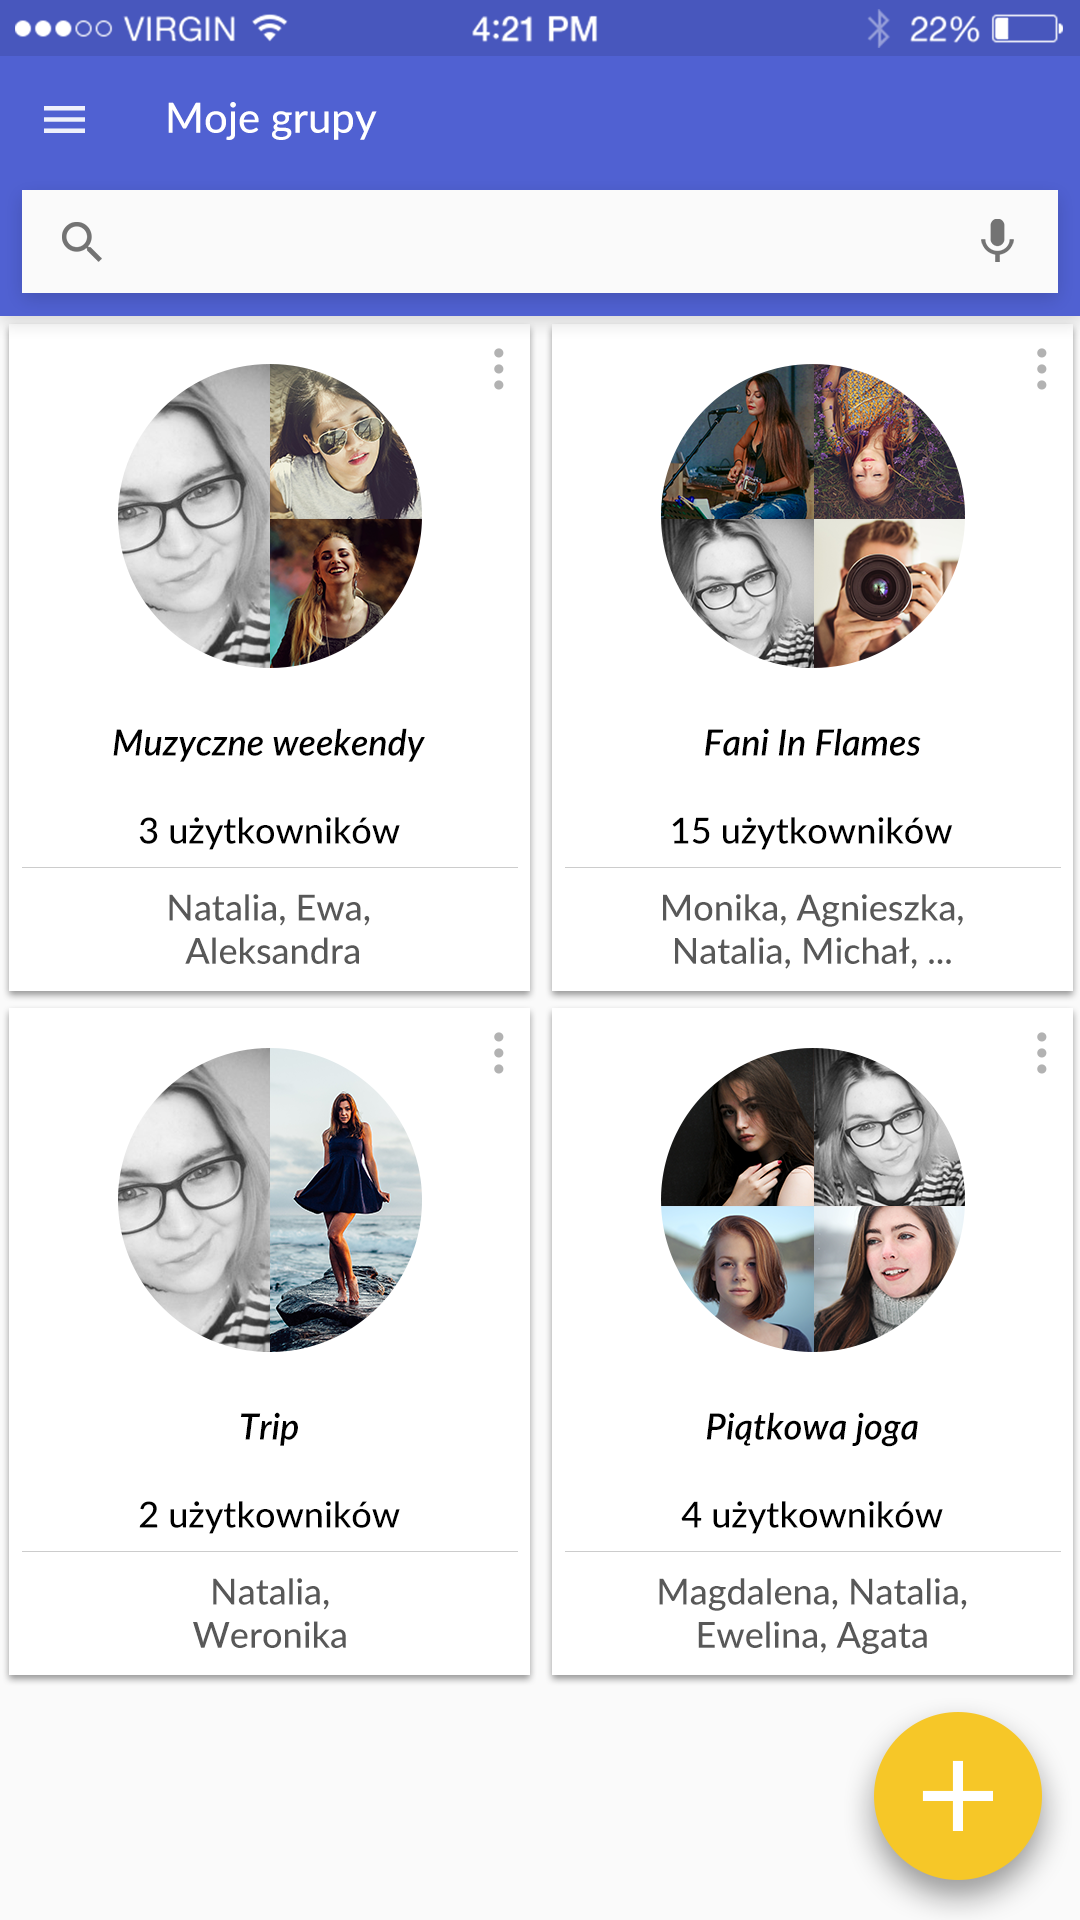 VIRGIN 4:21 PM 22%
Moje grupy
Muzyczne weekendy
3 użytkowników
Natalia, Ewa,
Aleksandra
Fani In Flames
15 użytkowników
Monika, Agnieszka,
Natalia, Michał, ...
Trip
2 użytkowników
Natalia,
Weronika
Piątkowa joga
4 użytkowników
Magdalena, Natalia,
Ewelina, Agata